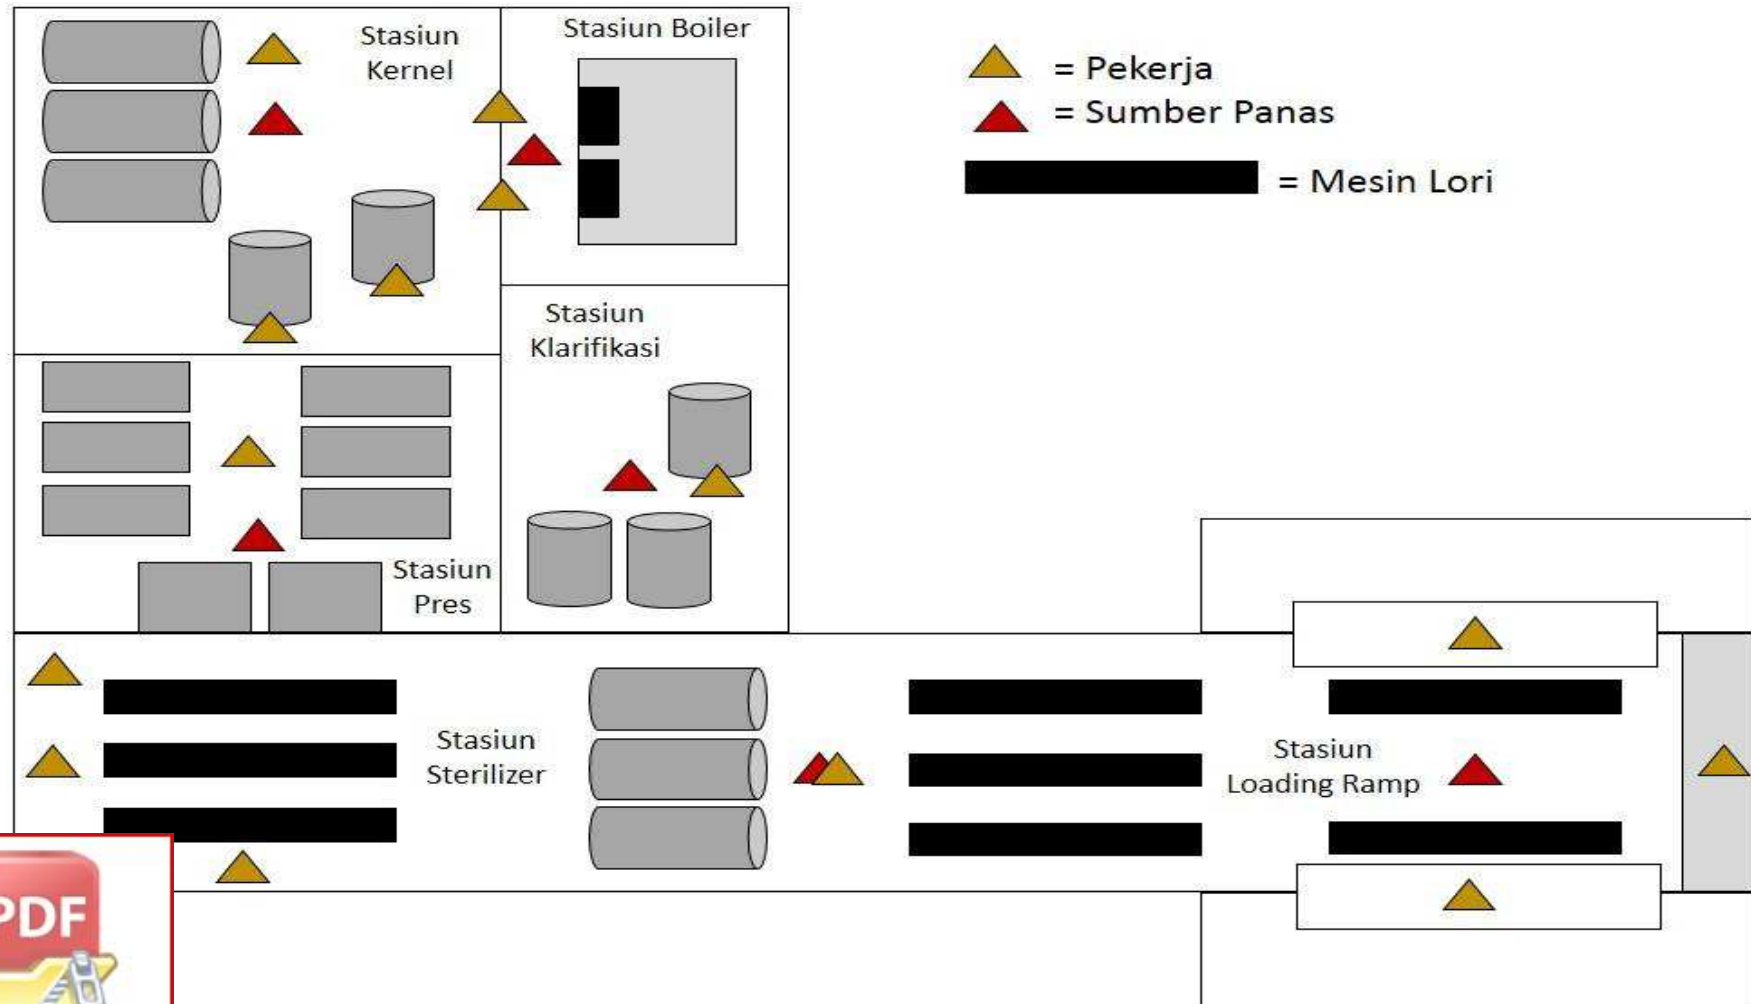 Stasiun
Kernel
Stasiun Boiler
= Pekerja
= Sumber Panas
= Mesin Lori
Stasiun
Klarifikasi
Stasiun
Pres
Stasiun
Sterilizer
Stasiun
Loading Ramp
PDF